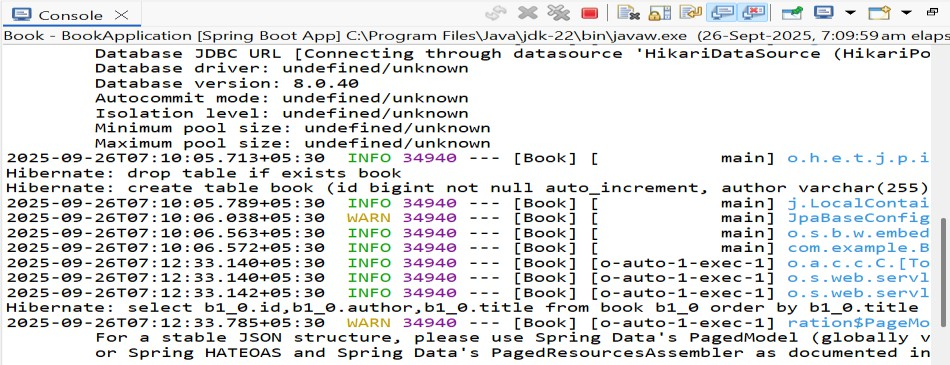 Console
Book - BookApplication [Spring Boot App] C:\Program Files\Java\jdk-22\bin\javaw.exe (26-Sept-2025, 7:09:59 am elaps
Database JDBC URL [Connecting through datasource 'HikariDataSource (HikariPo
Database driver: undefined/unknown
Database version: 8.0.40
Autocommit mode: undefined/unknown
Isolation level: undefined/unknown
Minimum pool size: undefined/unknown
Maximum pool size: undefined/unknown
2025-09-26T07:10:05.713+05:30 INFO 34940 --- [Book] [ main] o.h.e.t.j.p.i
Hibernate: drop table if exists book
Hibernate: create table book (id bigint not null auto_increment, author varchar(255)
2025-09-26T07:10:05.789+05:30 INFO 34940 --- [Book] [ main] j.LocalContai
2025-09-26T07:10:06.038+05:30 WARN 34940 --- [Book] [ main] JpaBaseConfig
2025-09-26T07:10:06.563+05:30 INFO 34940 --- [Book] [ main] o.s.b.w.embed
2025-09-26T07:10:06.572+05:30 INFO 34940 --- [Book] [ main] com.example.B
2025-09-26T07:12:33.140+05:30 INFO 34940 --- [Book] [o-auto-1-exec-1] o.a.c.c.C.[To
2025-09-26T07:12:33.140+05:30 INFO 34940 --- [Book] [o-auto-1-exec-1] o.s.web.servl
2025-09-26T07:12:33.142+05:30 INFO 34940 --- [Book] [o-auto-1-exec-1] o.s.web.servl
Hibernate: select b1_0.id,b1_0.author,b1_0.title from book b1_0 order by b1_0.title
2025-09-26T07:12:33.785+05:30 WARN 34940 --- [Book] [o-auto-1-exec-1] ration$PageMo
For a stable JSON structure, please use Spring Data's PagedModel (globally v
or Spring HATEOAS and Spring Data's PagedResourcesAssembler as documented in